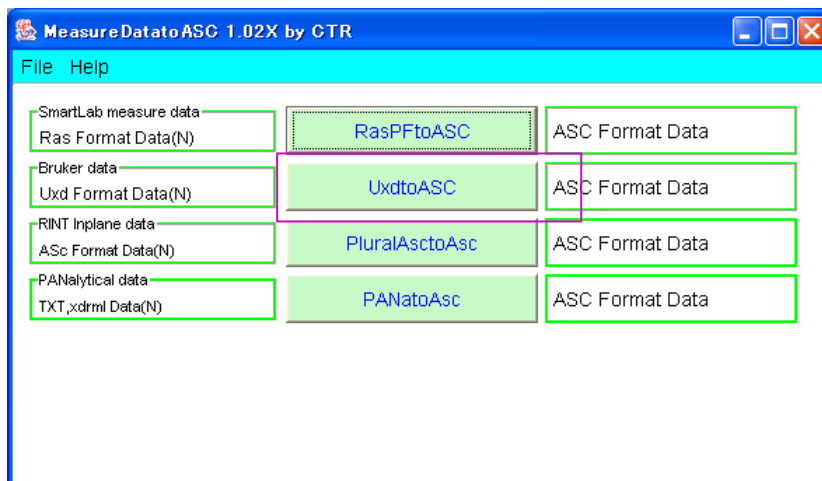 MeasureDatatoASC 1.02X by CTR
File Help
SmartLab measure data
Ras Format Data(N)
RasPFtoASC
ASC Format Data
Bruker data
Uxd Format Data(N)
UxdtoASC
ASC Format Data
RINT Inplane data
ASc Format Data(N)
PluralAsctoAsc
ASC Format Data
PANalytical data
TXT,xdrml Data(N)
PANatoAsc
ASC Format Data